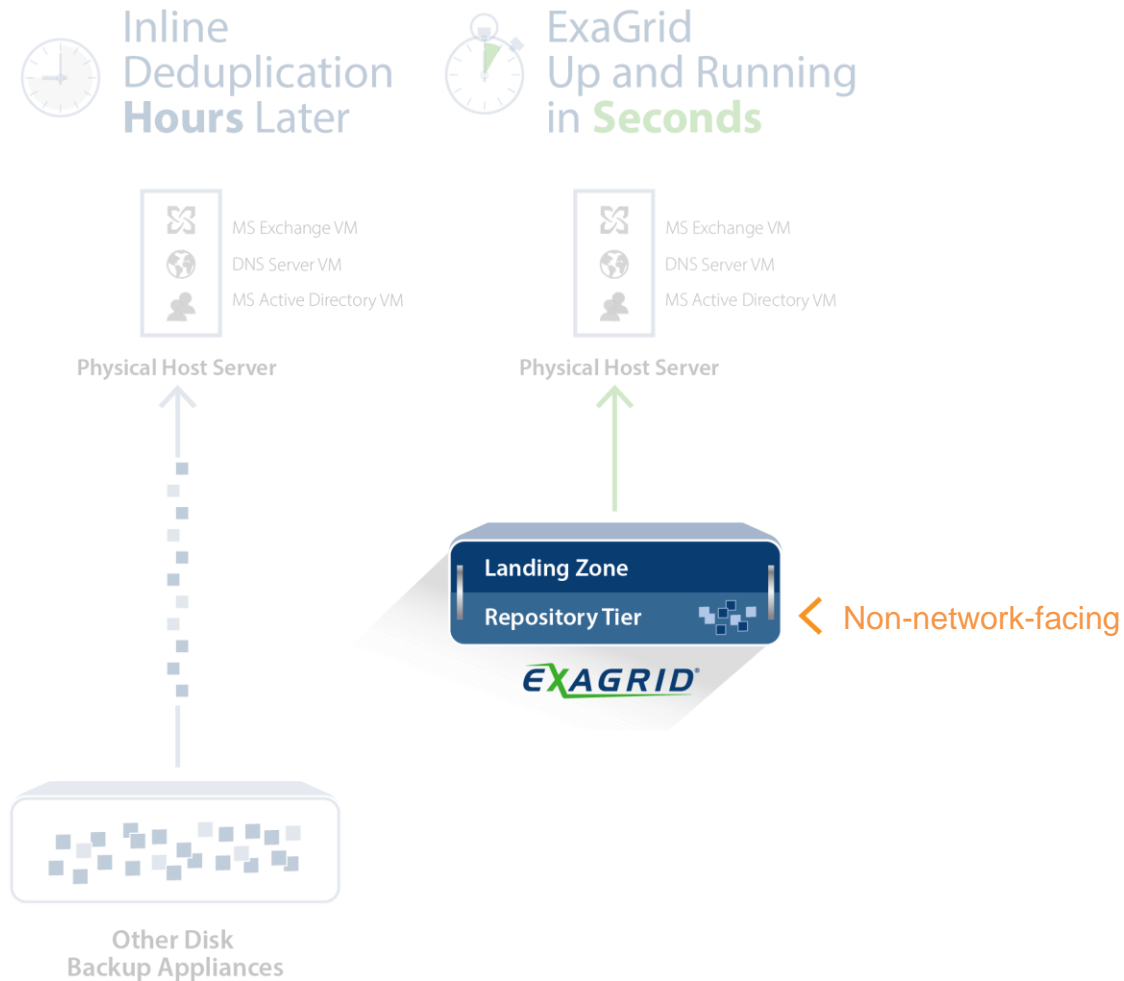 Inline
Deduplication
Hours Later
ExaGrid
Up and Running
in Seconds
MS Exchange VM
DNS Server VM
MS Active Directory VM
Physical Host Server
MS Exchange VM
DNS Server VM
MS Active Directory VM
Physical Host Server
Landing Zone
Repository Tier
Non-network-facing
EXAGRID®
Other Disk
Backup Appliances